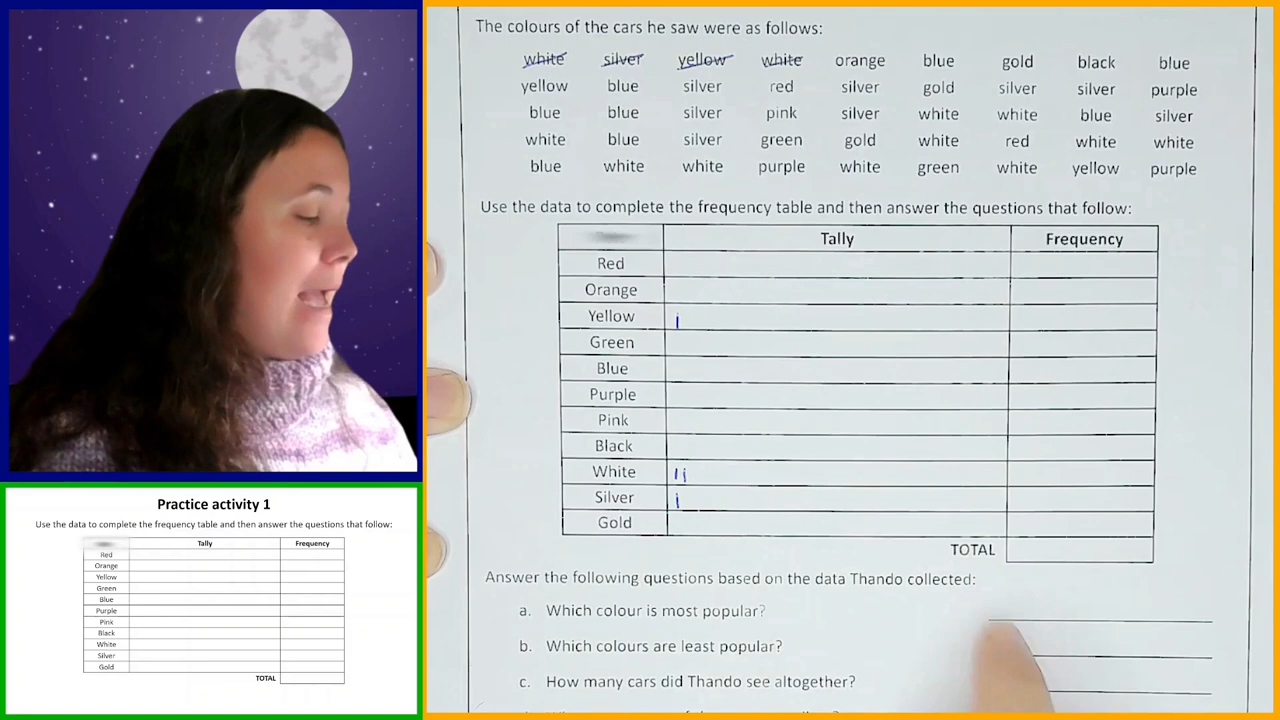 The colours of the cars he saw were as follows:
white silver yellow white orange blue gold black blue
yellow blue silver red silver gold silver silver purple
blue blue silver pink silver white white blue silver
white blue silver green gold white red white white
blue white white purple white green white yellow purple
Use the data to complete the frequency table and then answer the questions that follow:
Tally Frequency
Red
Orange
Yellow
Green
Blue
Purple
Pink
Black
White
Silver
Gold
TOTAL
Answer the following questions based on the data Thando collected:
a. Which colour is most popular?
b. Which colours are least popular?
c. How many cars did Thando see altogether?
Practice activity 1
Use the data to complete the frequency table and then answer the questions that follow:
Tally Frequency
Red
Orange
Yellow
Green
Blue
Purple
Pink
Black
White
Silver
Gold
TOTAL